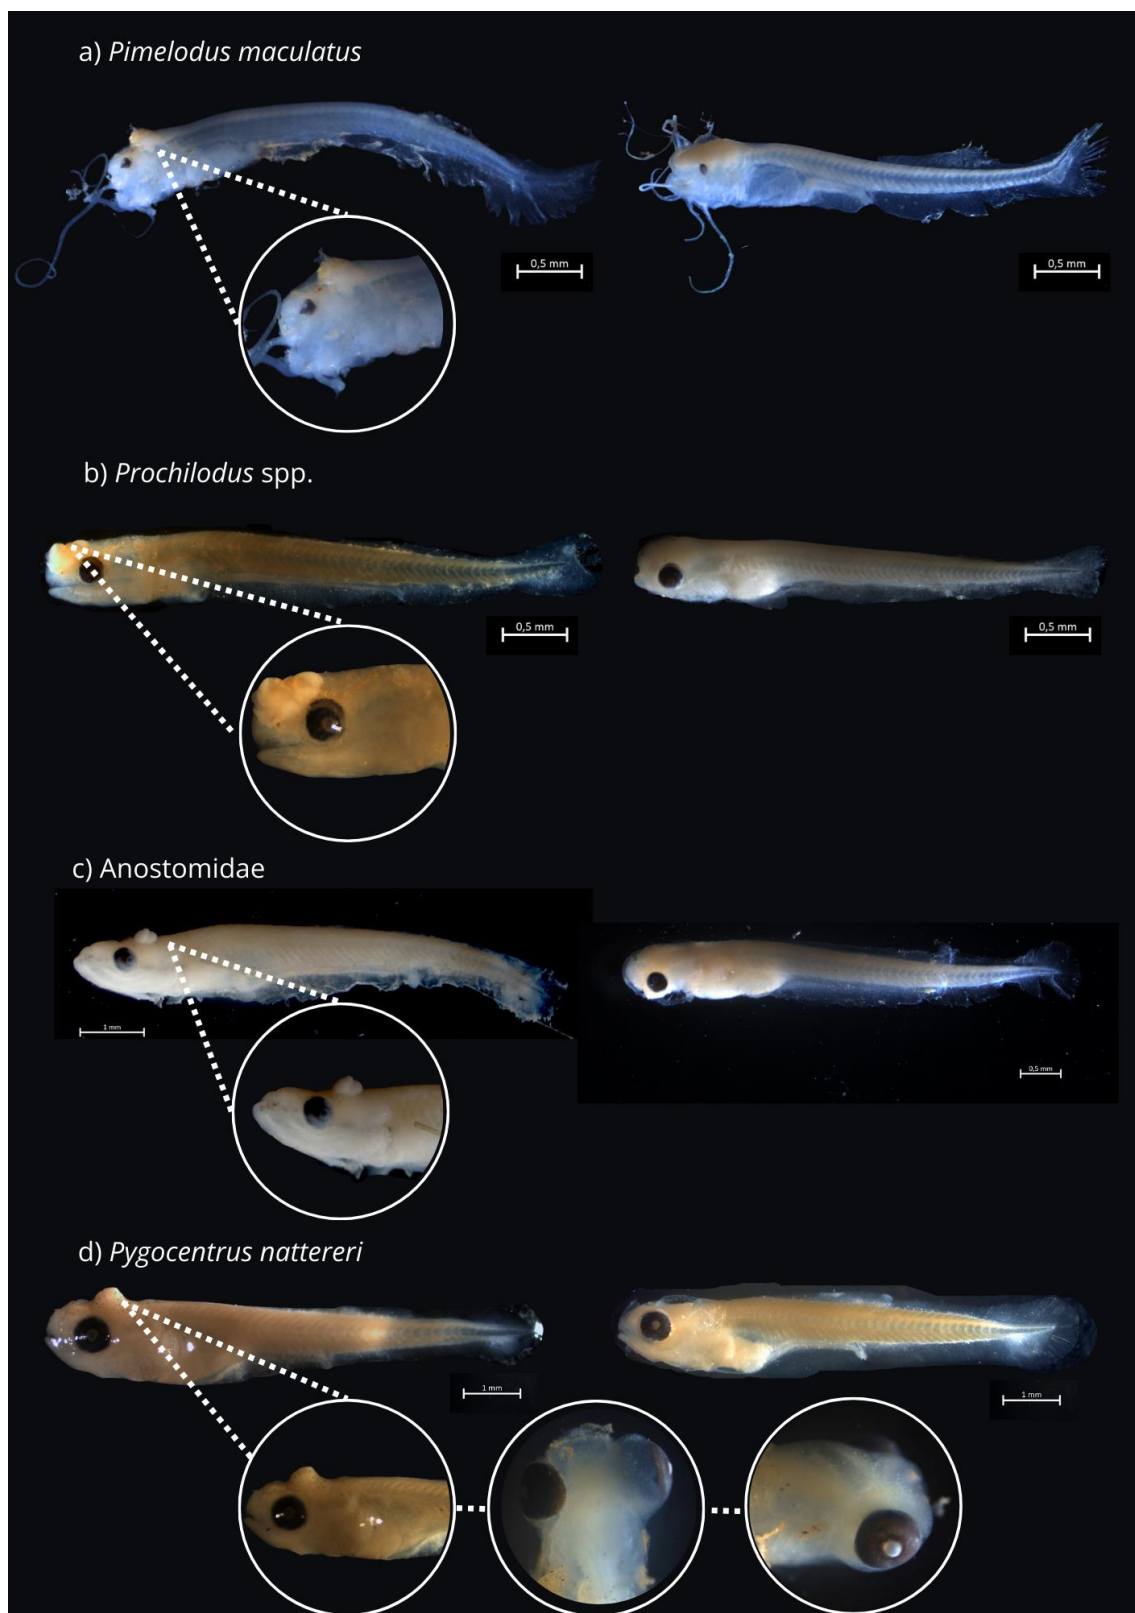 a) Pimelodus maculatus
0,5 mm
0,5 mm
b) Prochilodus spp.
0,5 mm
0,5 mm
c) Anostomidae
1 mm
0,5 mm
d) Pygocentrus nattereri
1 mm
1 mm